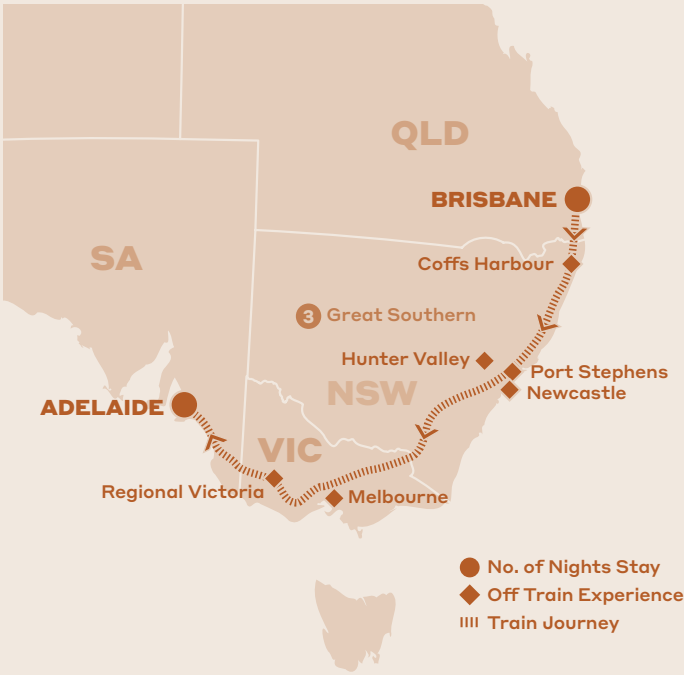 QLD
BRISBANE
SA
Coffs Harbour
3 Great Southern
Hunter Valley
Port Stephens
NSW
Newcastle
ADELAIDE
VIC
Regional Victoria
Melbourne
No. of Nights Stay
Off Train Experience
Train Journey